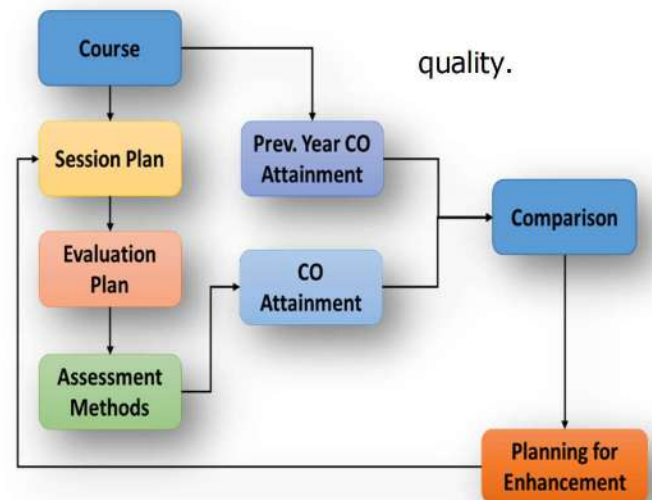 Course
quality.
Session Plan
Prev. Year CO
Attainment
Comparison
Evaluation
Plan
CO
Attainment
Assessment
Methods
Planning for
Enhancement